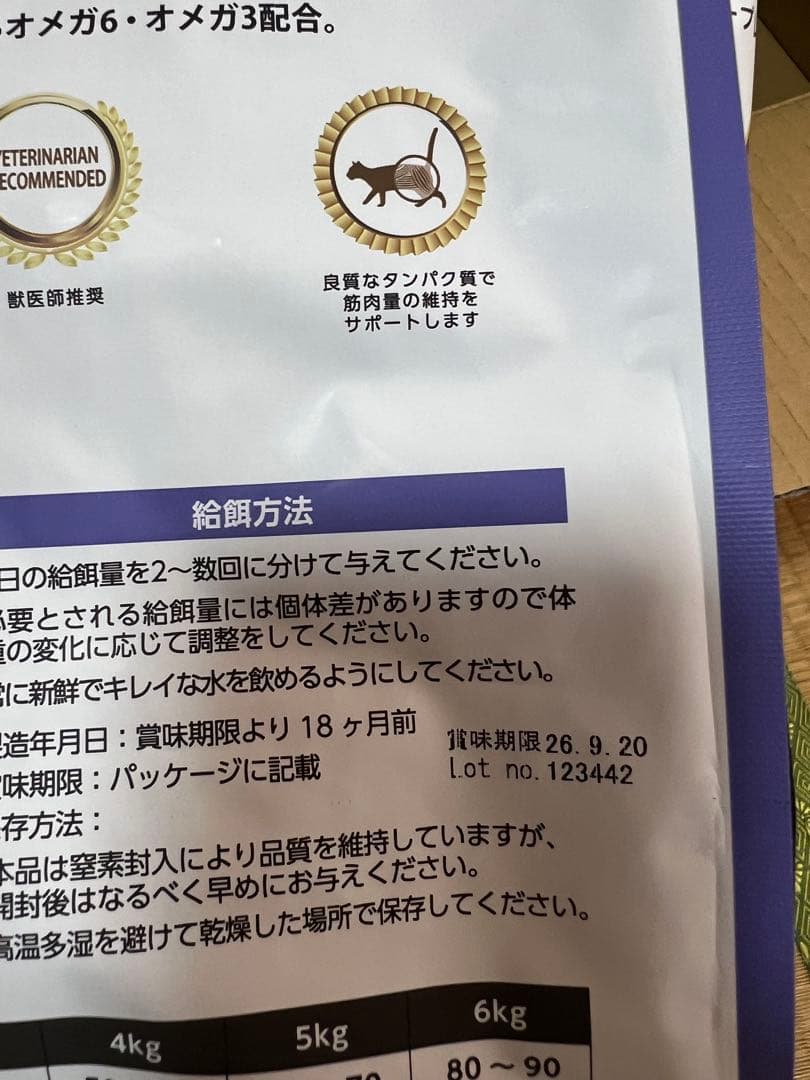 オメガ6・オメガ3配合。
VETERINARIAN
RECOMMENDED
獣医師推奨
良質なタンパク質で
筋肉量の維持を
サポートします
給餌方法
日の給餌量を2〜数回に分けて与えてください。
必要とされる給餌量には個体差がありますので体
重の変化に応じて調整をしてください。
常に新鮮でキレイな水を飲めるようにしてください。
製造年月日：賞味期限より 18 ヶ月前
賞味期限：パッケージに記載
賞味期限 26. 9. 20
Lot no. 123442
保存方法：
本品は窒素封入により品質を維持していますが、
開封後はなるべく早めにお与えください。
高温多湿を避けて乾燥した場所で保存してください。
4kg 5kg 6kg
80 〜 90